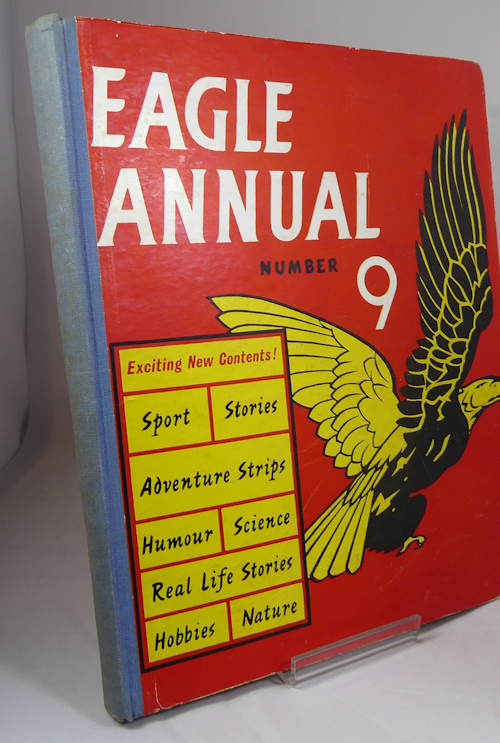 EAGLE
ANNUAL
NUMBER 9
Exciting New Contents!
Sport Stories
Adventure Strips
Humour Science
Real Life Stories
Hobbies Nature